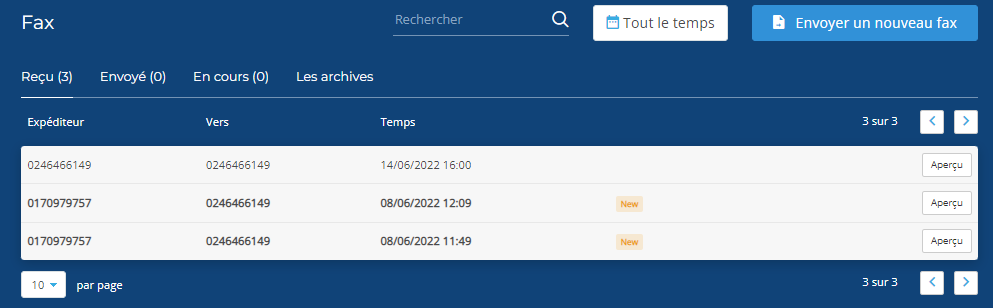 Fax Rechercher Tout le temps Envoyer un nouveau fax
Reçu (3) Envoyé (0) En cours (0) Les archives
Expéditeur Vers Temps 3 sur 3
0246466149 0246466149 14/06/2022 16:00 Aperçu
0170979757 0246466149 08/06/2022 12:09 New Aperçu
0170979757 0246466149 08/06/2022 11:49 New Aperçu
10 par page 3 sur 3